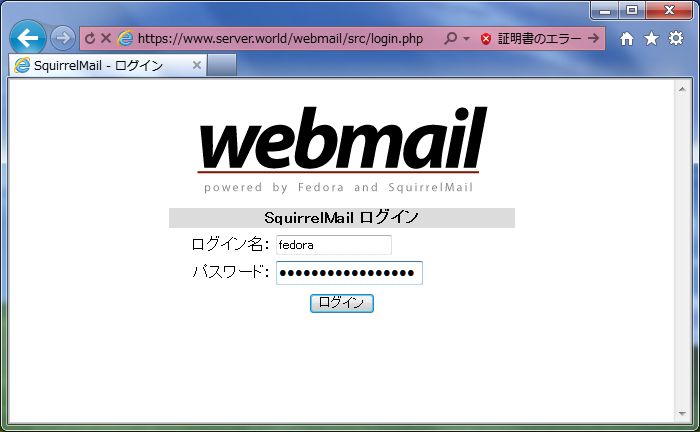 https://www.server.world/webmail/src/login.php 証明書のエラー
SquirrelMail - ログイン
webmail
powered by Fedora and SquirrelMail
SquirrelMail ログイン
ログイン名: fedora
パスワード: ●●●●●●●●●●●●●●●●●
ログイン